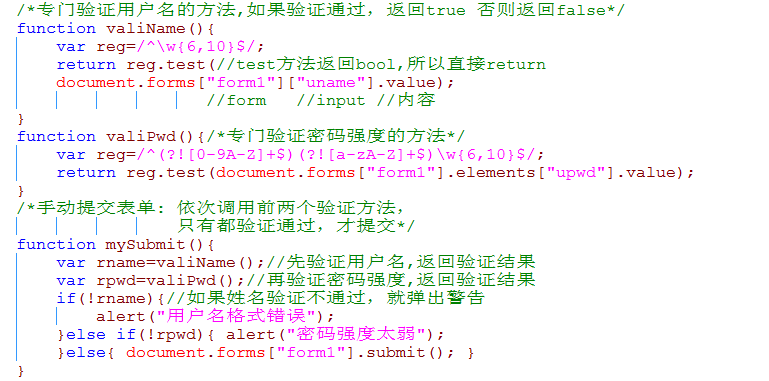 /*专门验证用户名的方法,如果验证通过，返回true 否则返回false*/
function valiName(){
    var reg=/^\w{6,10}$/;
    return reg.test(//test方法返回bool,所以直接return
    document.forms["form1"]["uname"].value);
                   //form   //input //内容
}
function valiPwd(){/*专门验证密码强度的方法*/
    var reg=/^(?![0-9A-Z]+$)(?![a-zA-Z]+$)\w{6,10}$/;
    return reg.test(document.forms["form1"].elements["upwd"].value);
}
/*手动提交表单: 依次调用前两个验证方法，
                只有都验证通过，才提交*/
function mySubmit(){
    var rname=valiName();//先验证用户名,返回验证结果
    var rpwd=valiPwd();//再验证密码强度,返回验证结果
    if(!rname){//如果姓名验证不通过，就弹出警告
        alert("用户名格式错误");
    }else if(!rpwd){ alert("密码强度太弱");
    }else{ document.forms["form1"].submit(); }
}